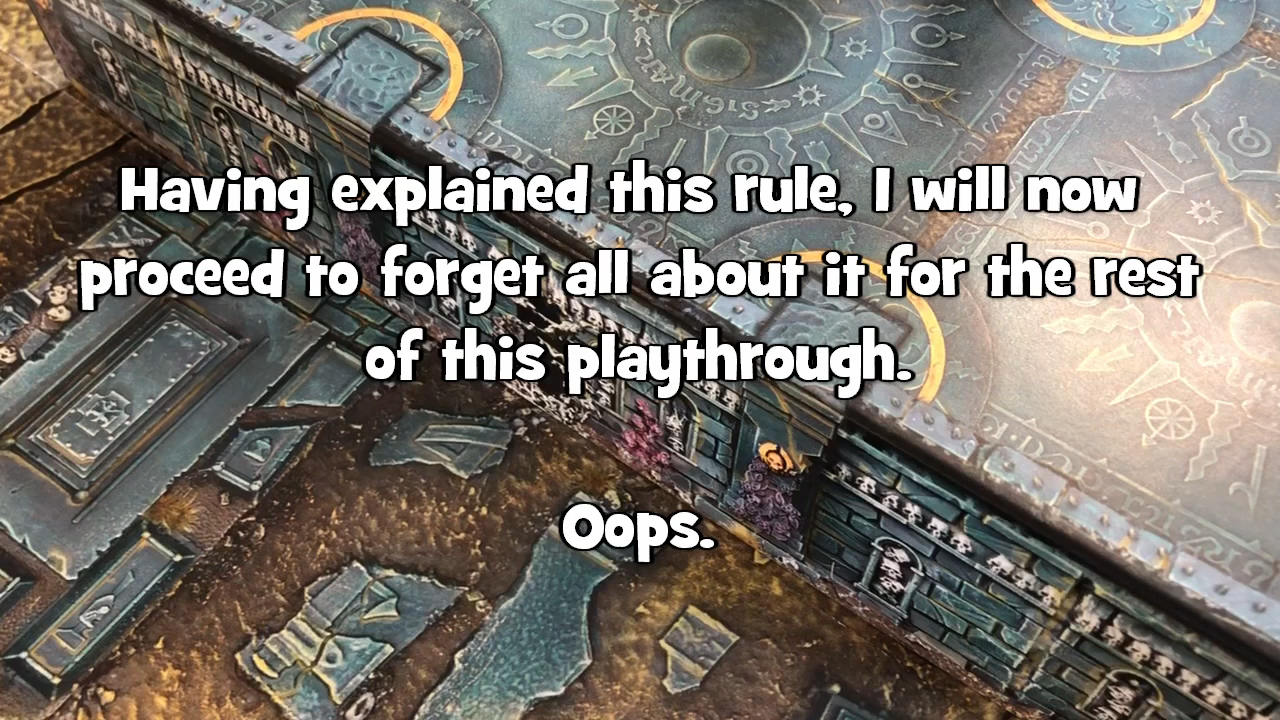 Having explained this rule, I will now
proceed to forget all about it for the rest
of this playthrough.
Oops.